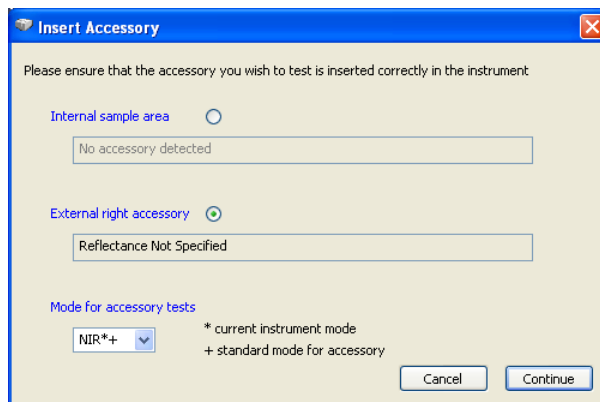 Insert Accessory
Please ensure that the accessory you wish to test is inserted correctly in the instrument
Internal sample area
No accessory detected
External right accessory
Reflectance Not Specified
Mode for accessory tests
NIR*+
* current instrument mode
+ standard mode for accessory
Cancel
Continue